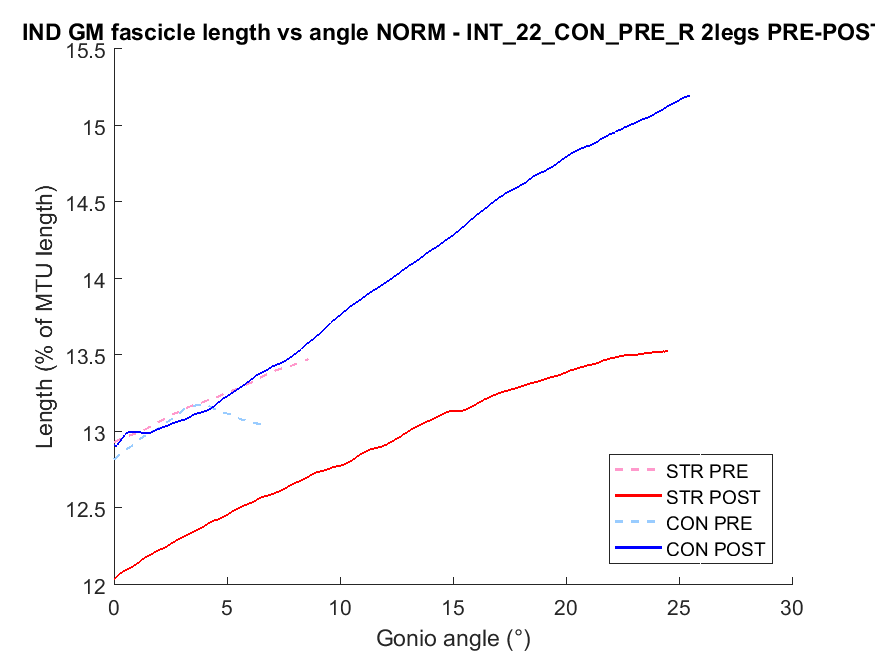 IND GM fascicle length vs angle NORM - INT_22_CON_PRE_R 2legs PRE-POST
15.5
15
14.5
14
13.5
13
12.5
12
Length (% of MTU length)
STR PRE
STR POST
CON PRE
CON POST
0 5 10 15 20 25 30
Gonio angle (°)